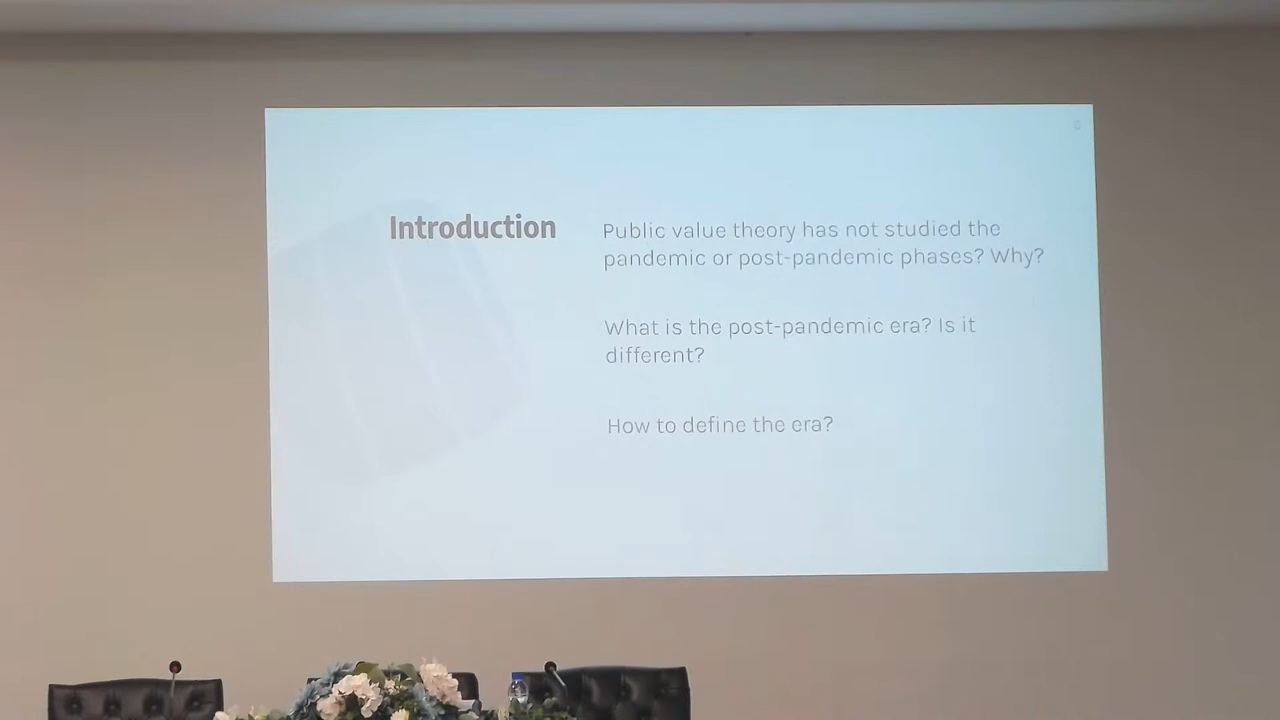 Introduction
Public value theory has not studied the
pandemic or post-pandemic phases? Why?
What is the post-pandemic era? Is it
different?
How to define the era?